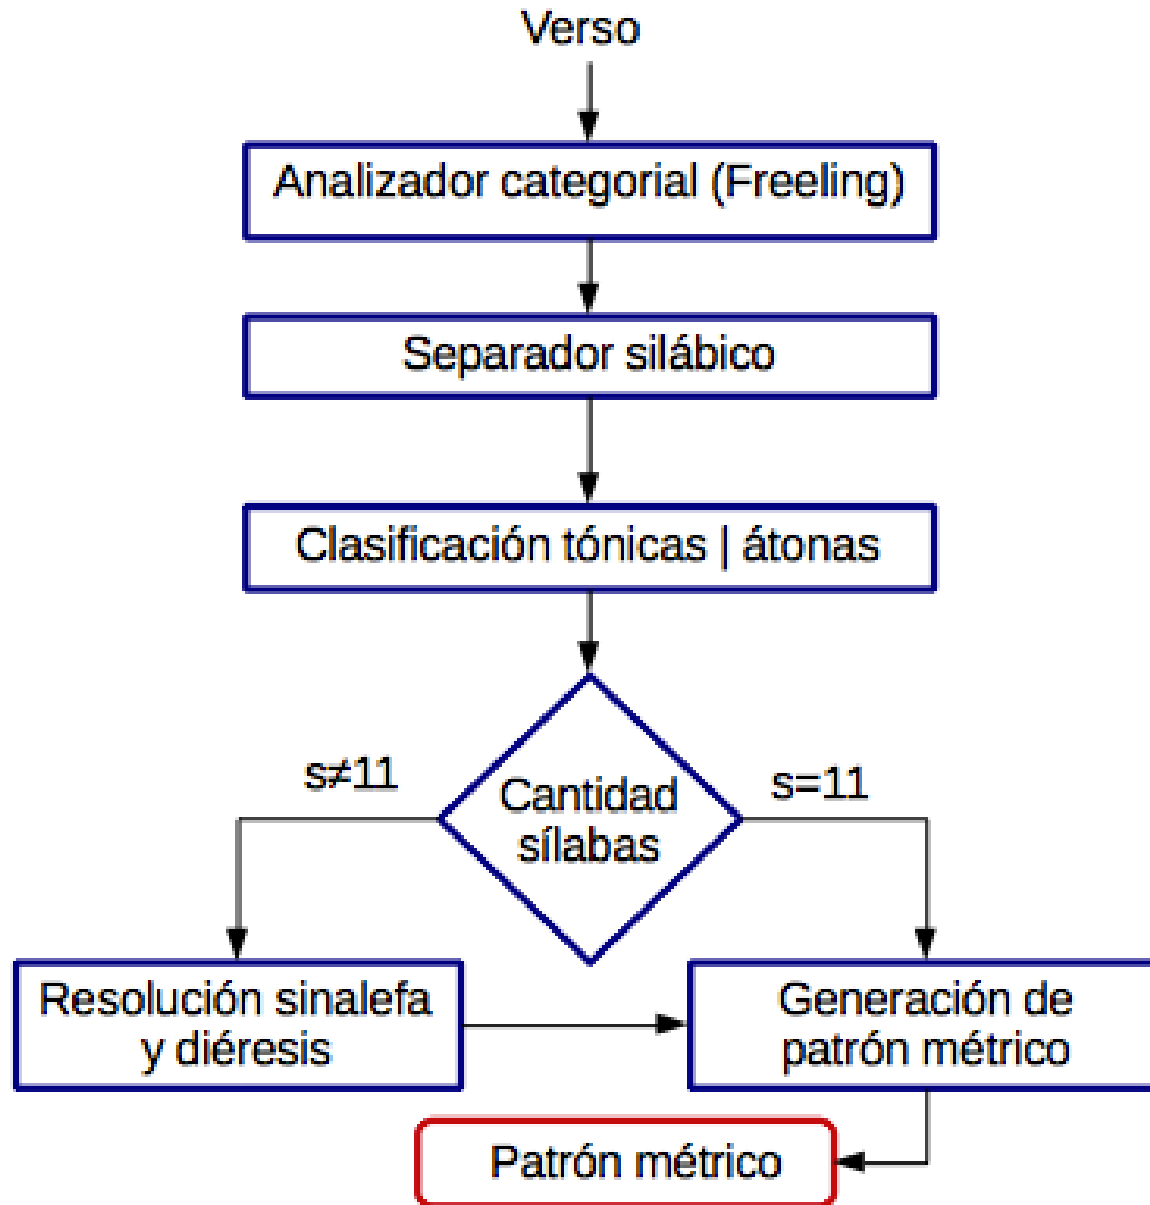 Verso
Analizador categorial (Freeling)
Separador silábico
Clasificación tónicas | átonas
s≠11
Cantidad
sílabas
s=11
Resolución sinalefa
y diéresis
Generación de
patrón métrico
Patrón métrico